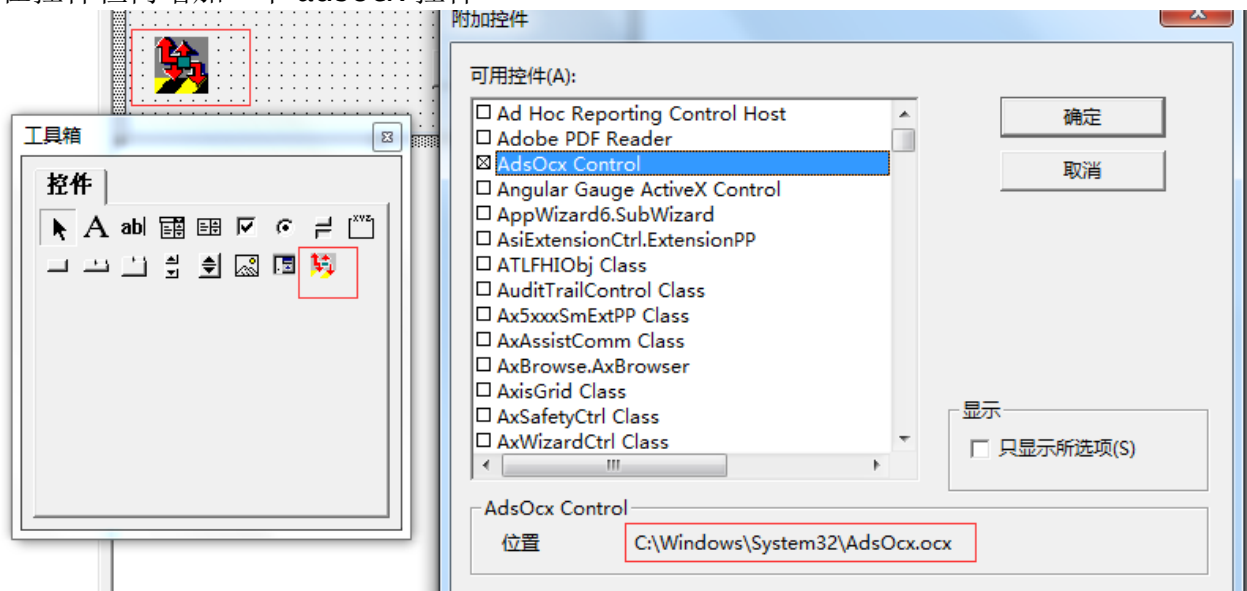 附加控件
可用控件(A):
Ad Hoc Reporting Control Host
Adobe PDF Reader
AdsOcx Control
Angular Gauge ActiveX Control
AppWizard6.SubWizard
AsiExtensionCtrl.ExtensionPP
ATLFHIObj Class
AuditTrailControl Class
Ax5xxxSmExtPP Class
AxAssistComm Class
AxBrowse.AxBrowser
AxisGrid Class
AxSafetyCtrl Class
AxWizardCtrl Class
确定
取消
显示
只显示所选项(S)
AdsOcx Control
位置 C:\Windows\System32\AdsOcx.ocx
工具箱
控件
A ab| xyz